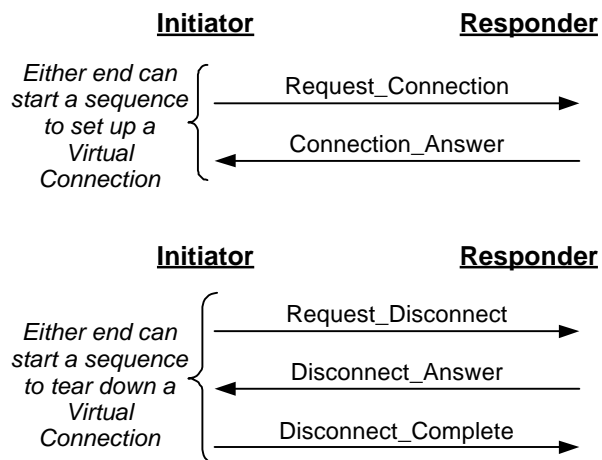 Initiator Responder
Either end can
start a sequence
to set up a
Virtual
Connection
Request_Connection
Connection_Answer
Initiator Responder
Either end can
start a sequence
to tear down a
Virtual
Connection
Request_Disconnect
Disconnect_Answer
Disconnect_Complete